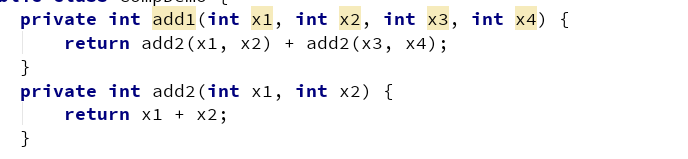 private int add1(int x1, int x2, int x3, int x4) {
return add2(x1, x2) + add2(x3, x4);
}
private int add2(int x1, int x2) {
return x1 + x2;
}